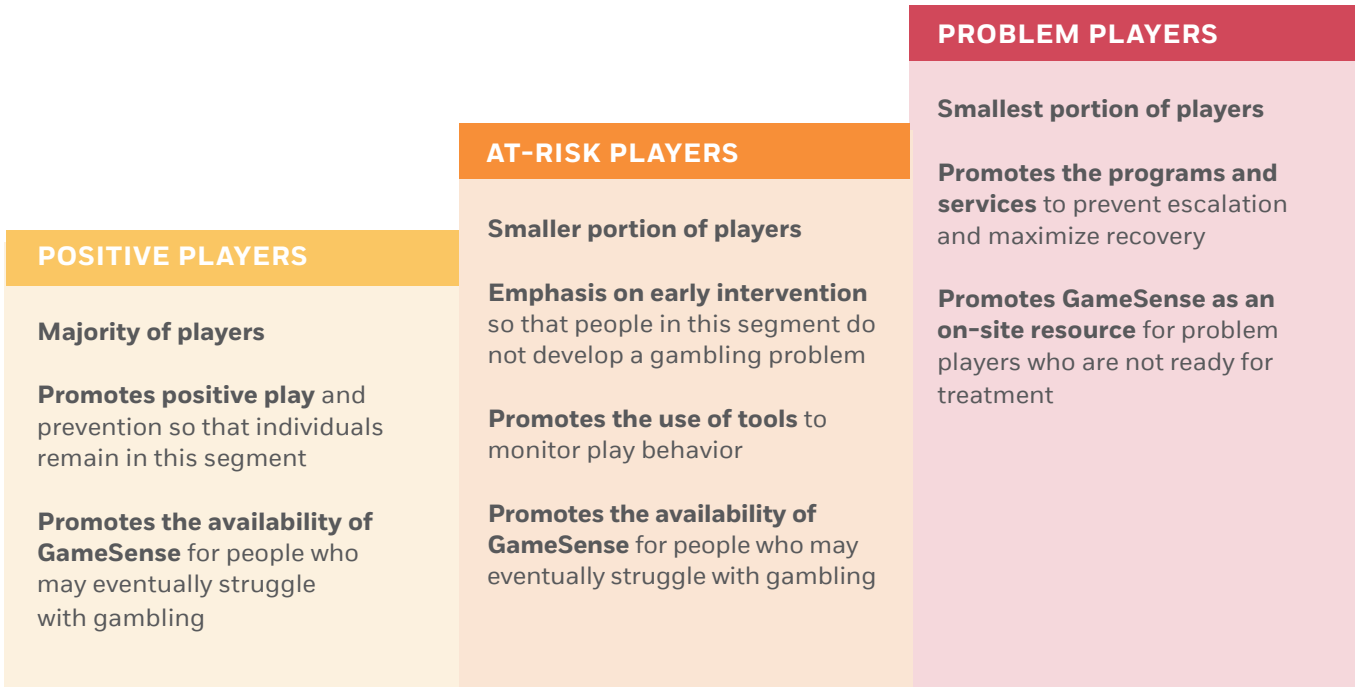 POSITIVE PLAYERS
Majority of players
Promotes positive play and
prevention so that individuals
remain in this segment
Promotes the availability of
GameSense for people who
may eventually struggle
with gambling
AT-RISK PLAYERS
Smaller portion of players
Emphasis on early intervention
so that people in this segment do
not develop a gambling problem
Promotes the use of tools to
monitor play behavior
Promotes the availability of
GameSense for people who may
eventually struggle with gambling
PROBLEM PLAYERS
Smallest portion of players
Promotes the programs and
services to prevent escalation
and maximize recovery
Promotes GameSense as an
on-site resource for problem
players who are not ready for
treatment